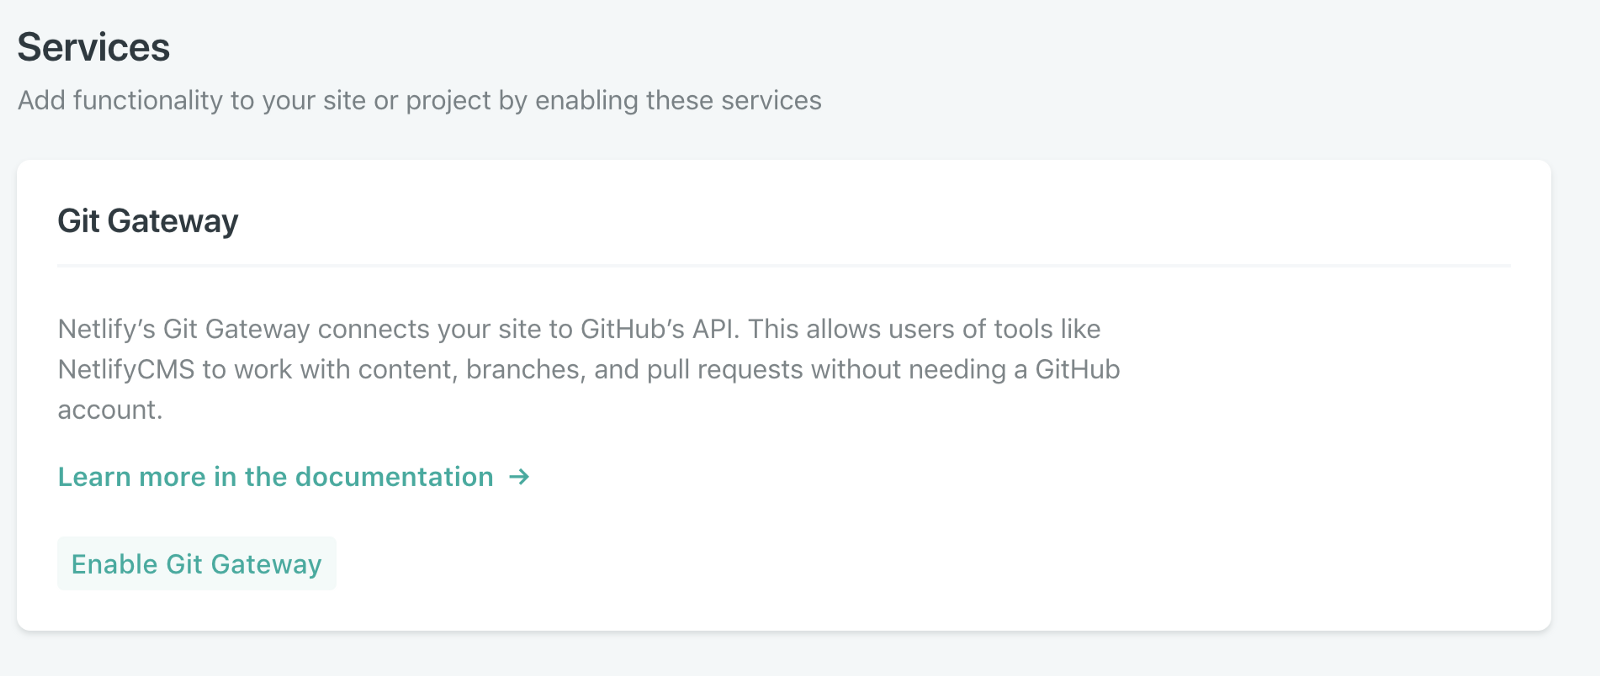 Services
Add functionality to your site or project by enabling these services
Git Gateway
Netlify’s Git Gateway connects your site to GitHub’s API. This allows users of tools like
NetlifyCMS to work with content, branches, and pull requests without needing a GitHub
account.
Learn more in the documentation →
Enable Git Gateway